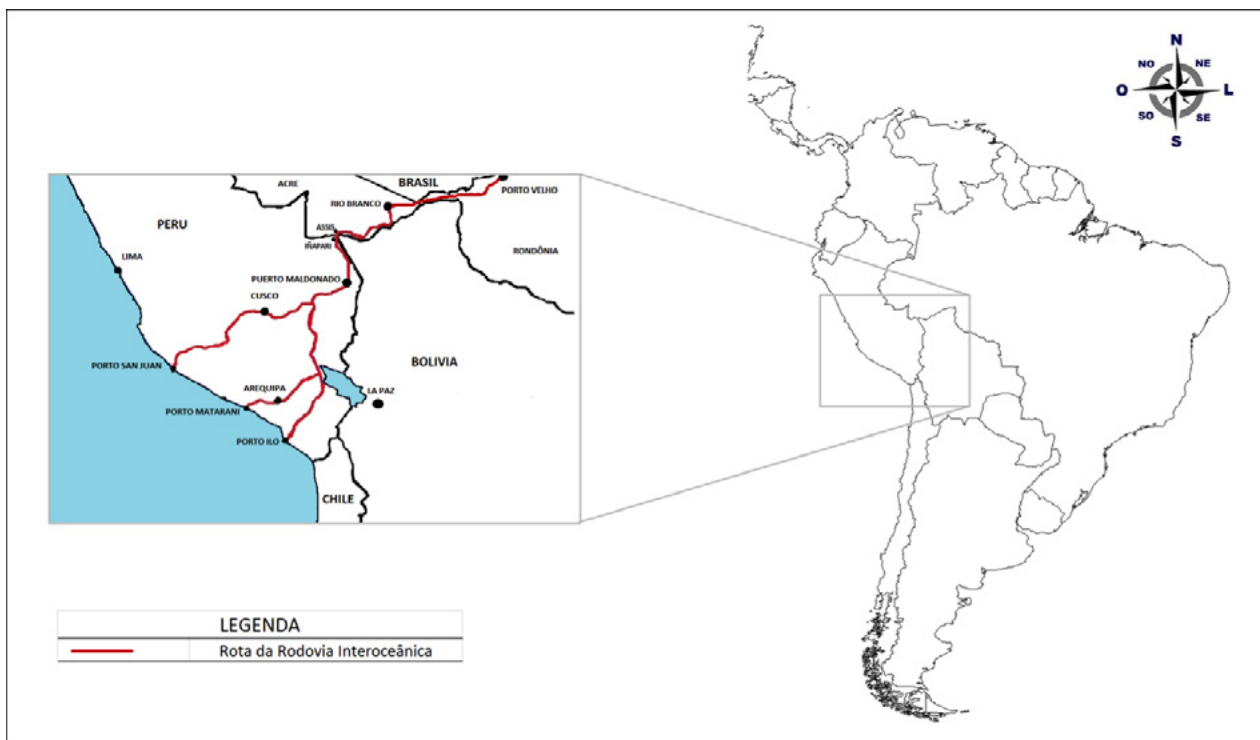 N
NO
NE
O
L
SO
SE
S
ACRE
BRASIL
PORTO VELHO
RIO BRANCO
PERU
ASSIS
IÑAPARI
RONDÔNIA
LIMA
PUERTO MALDONADO
CUSCO
BOLIVIA
PORTO SAN JUAN
AREQUIPA
LA PAZ
PORTO MATARANI
PORTO ILO
CHILE
LEGENDA
Rota da Rodovia Interoceânica